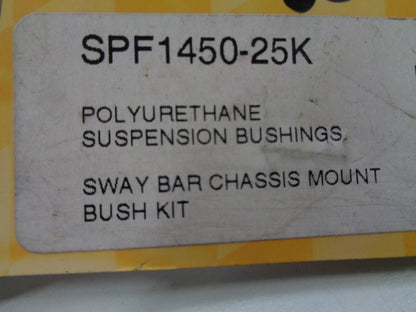 SPF1450-25K
POLYURETHANE
SUSPENSION BUSHINGS.
SWAY BAR CHASSIS MOUNT
BUSH KIT